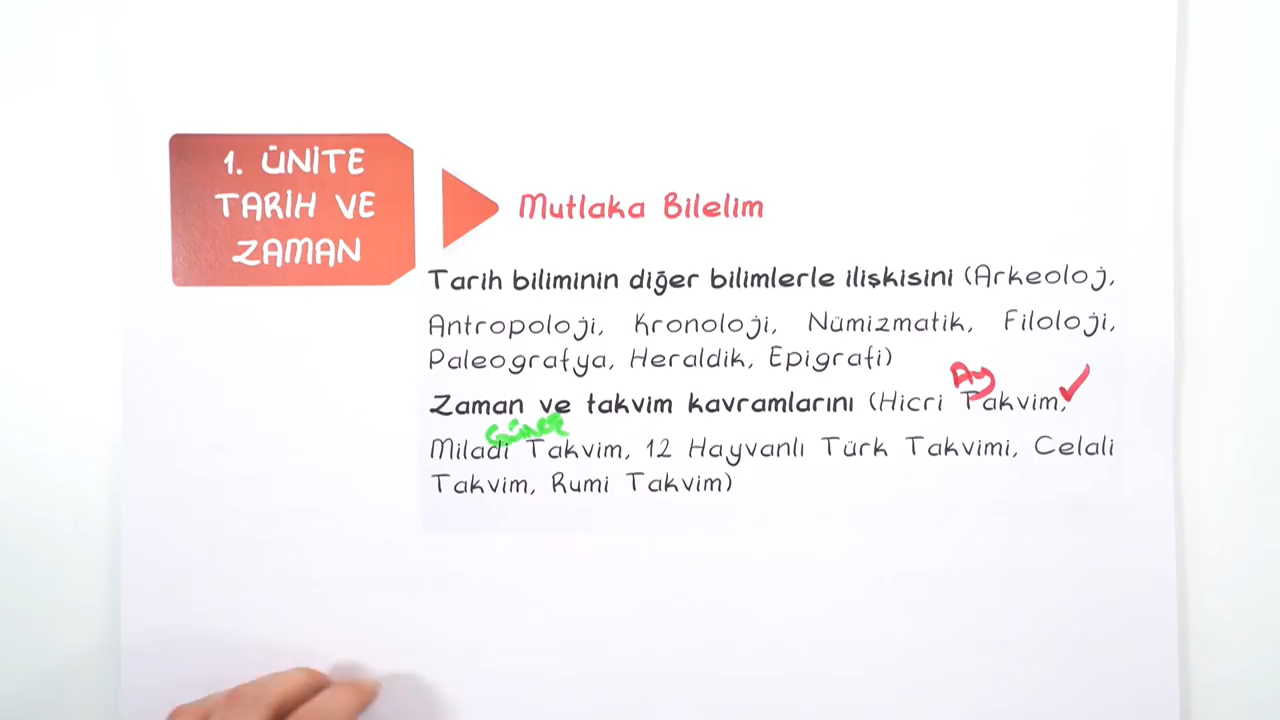 1. ÜNİTE
TARİH VE
ZAMAN
Mutlaka Bilelim
Tarih biliminin diğer bilimlerle ilişkisini (Arkeoloj,
Antropoloji, Kronoloji, Nümizmatik, Filoloji,
Paleografya, Heraldik, Epigrafi)
Ay
Zaman ve takvim kavramlarını (Hicri Takvim,
Güneş
Miladi Takvim, 12 Hayvanlı Türk Takvimi, Celali
Takvim, Rumi Takvim)